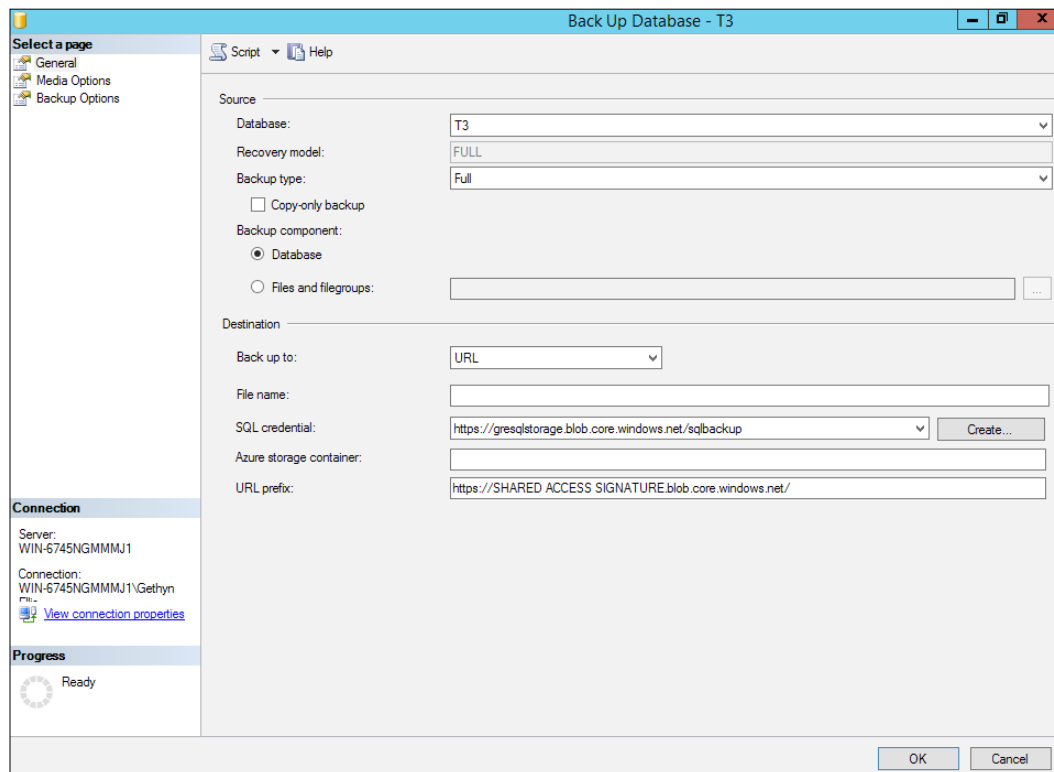 Back Up Database - T3
Select a page
General
Media Options
Backup Options
Script
Help
Source
Database:
T3
Recovery model:
FULL
Backup type:
Full
Copy-only backup
Backup component:
Database
Files and filegroups:
...
Destination
Back up to:
URL
File name:
SQL credential:
https://gresqlstorage.blob.core.windows.net/sqlbackup
Create...
Azure storage container:
URL prefix:
https://SHARED ACCESS SIGNATURE.blob.core.windows.net/
Connection
Server:
WIN-6745NGMMMJ1
Connection:
WIN-6745NGMMMJ1\Gethyn
View connection properties
Progress
Ready
OK
Cancel